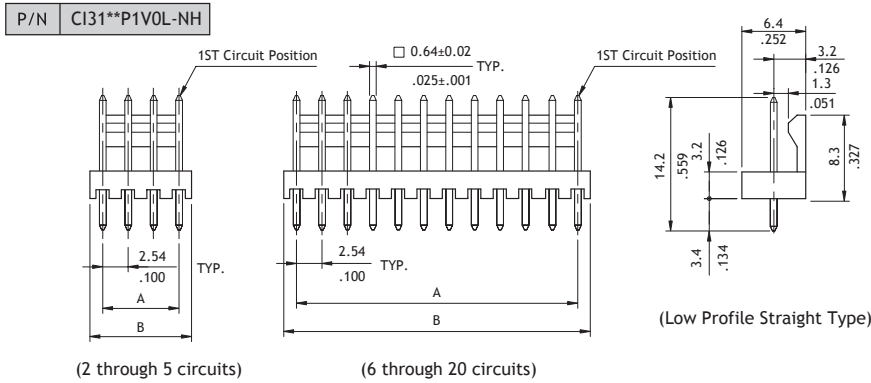 P/N CI31**P1V0L-NH
1ST Circuit Position
□ 0.64±0.02
.025±.001
TYP.
1ST Circuit Position
6.4
.252
3.2
.126
1.3
.051
14.2
.559
3.2
.126
8.3
.327
3.4
.134
2.54
.100
TYP.
A
B
2.54
.100
TYP.
A
B
(Low Profile Straight Type)
(2 through 5 circuits)
(6 through 20 circuits)